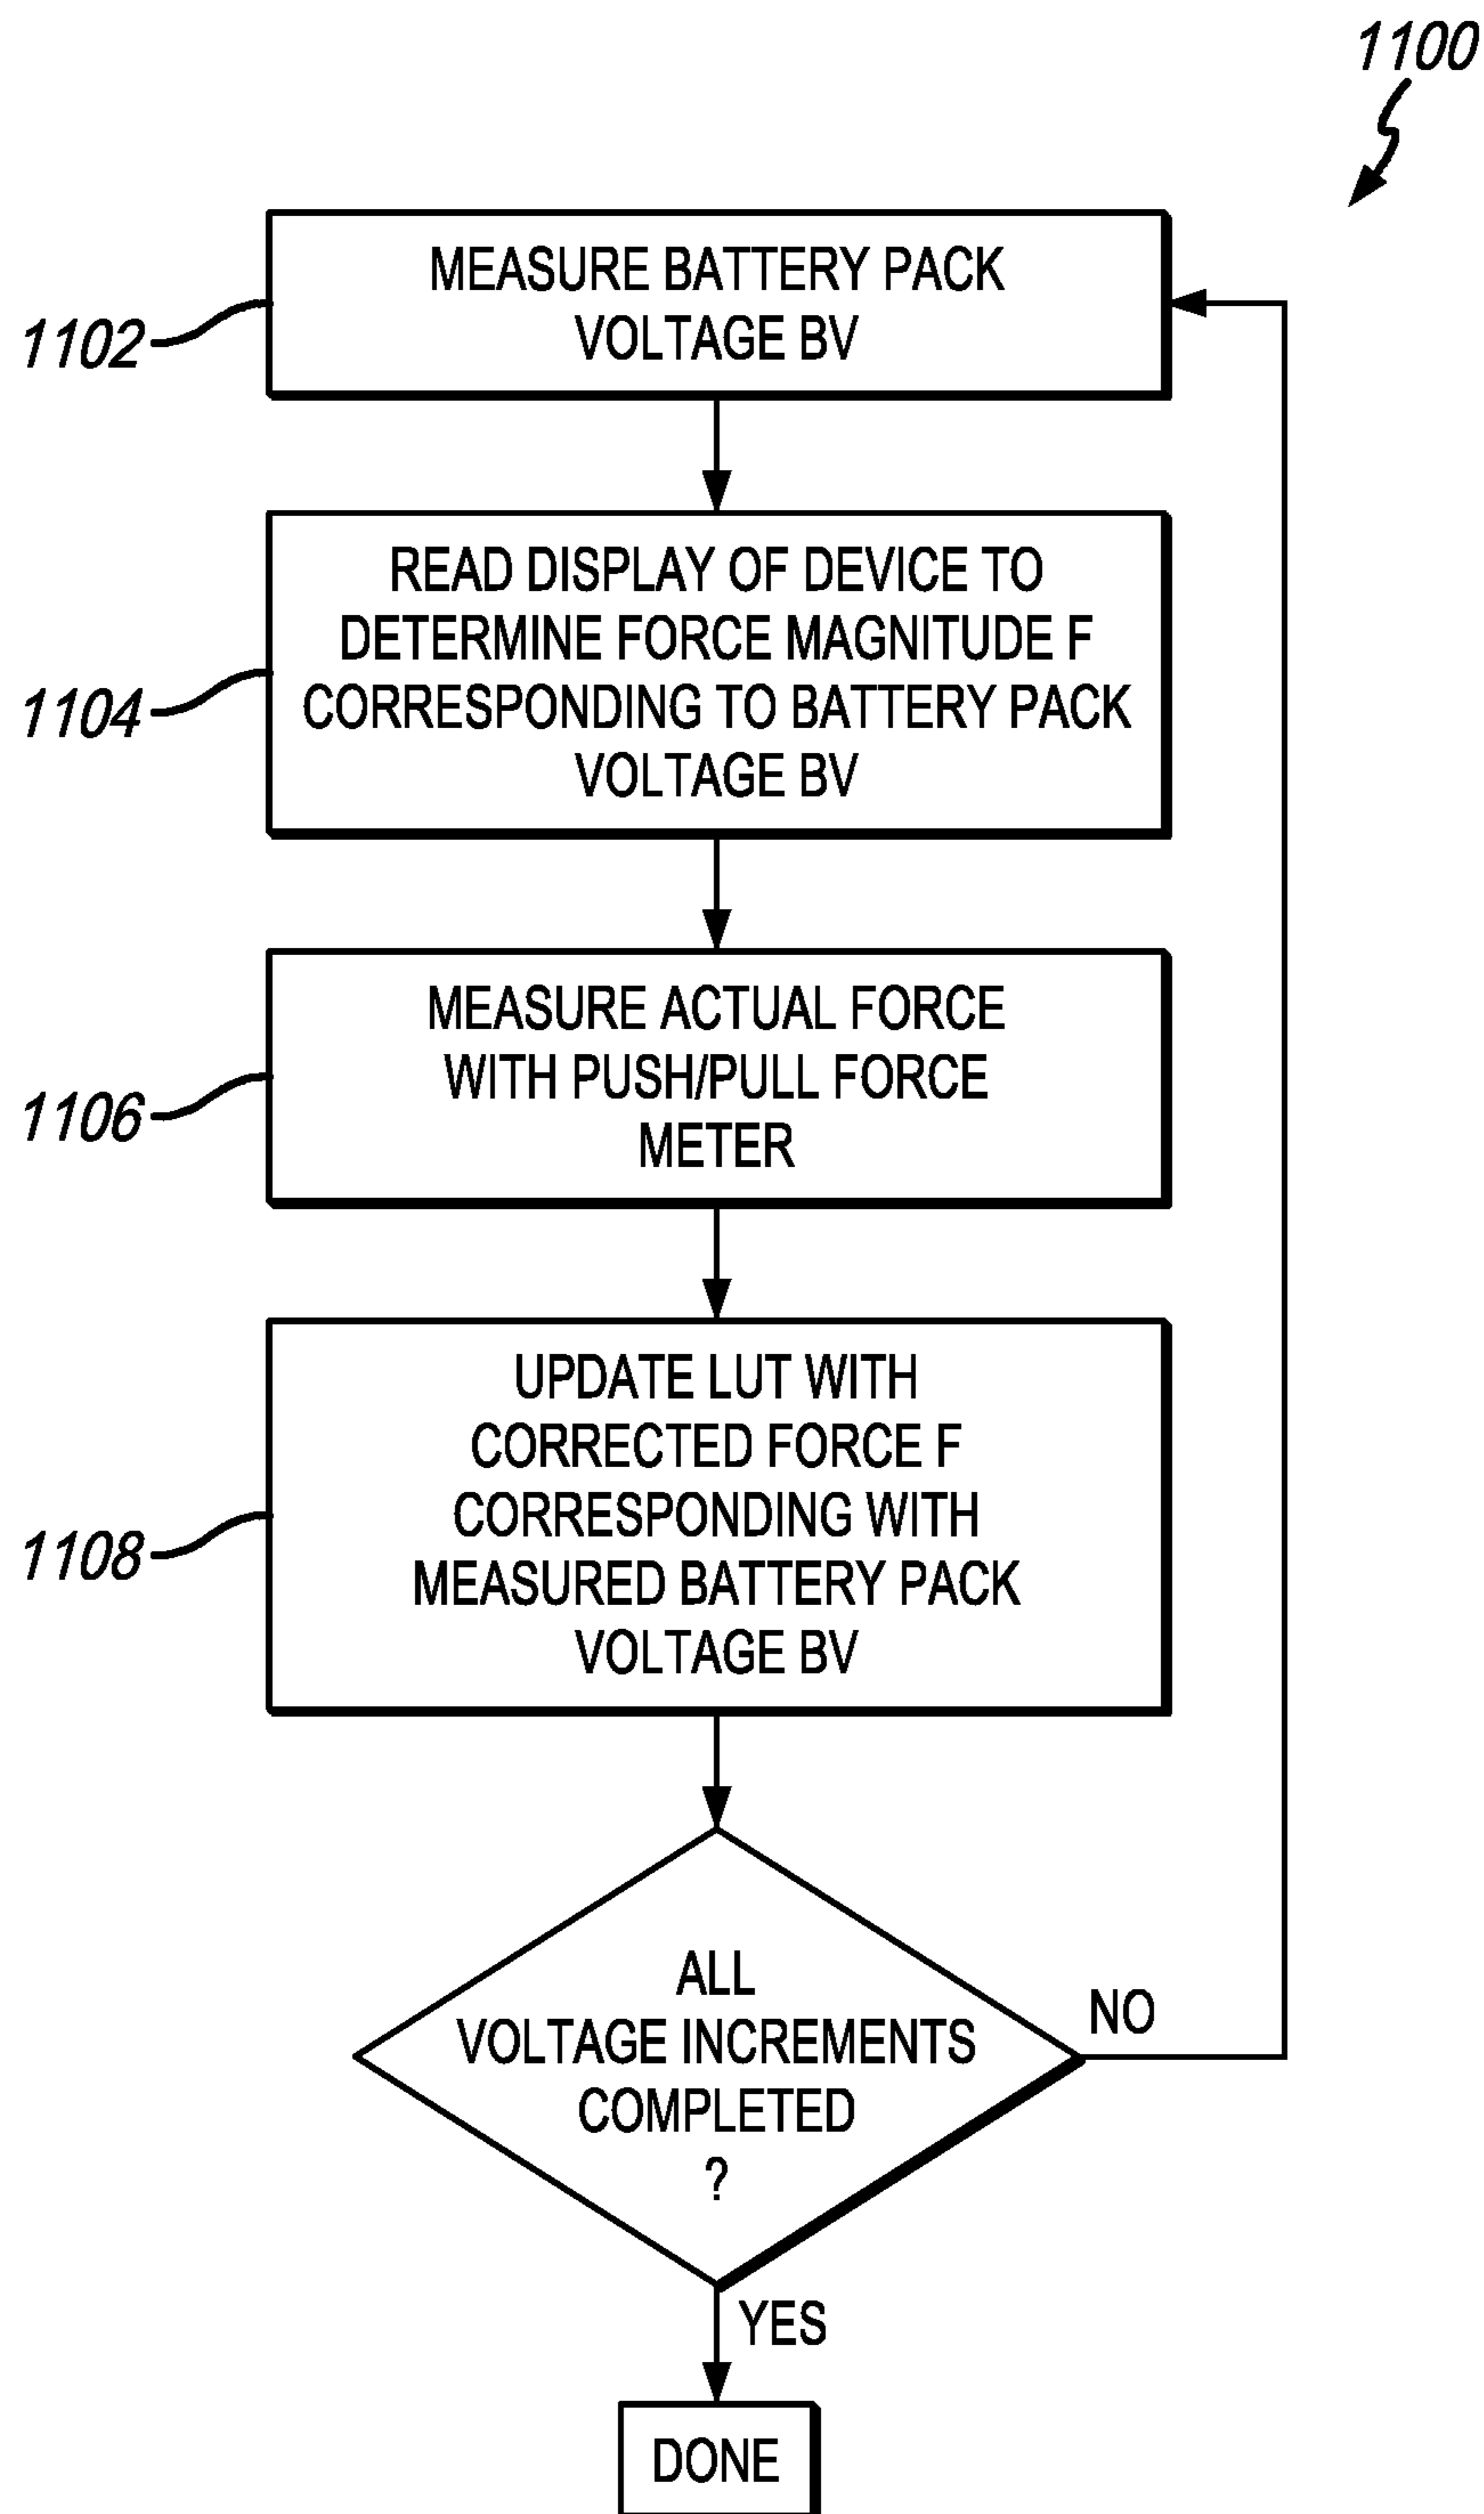 1100
1102
MEASURE BATTERY PACK
VOLTAGE BV
1104
READ DISPLAY OF DEVICE TO
DETERMINE FORCE MAGNITUDE F
CORRESPONDING TO BATTERY PACK
VOLTAGE BV
1106
MEASURE ACTUAL FORCE
WITH PUSH/PULL FORCE
METER
1108
UPDATE LUT WITH
CORRECTED FORCE F
CORRESPONDING WITH
MEASURED BATTERY PACK
VOLTAGE BV
ALL
VOLTAGE INCREMENTS
COMPLETED
?
NO
YES
DONE